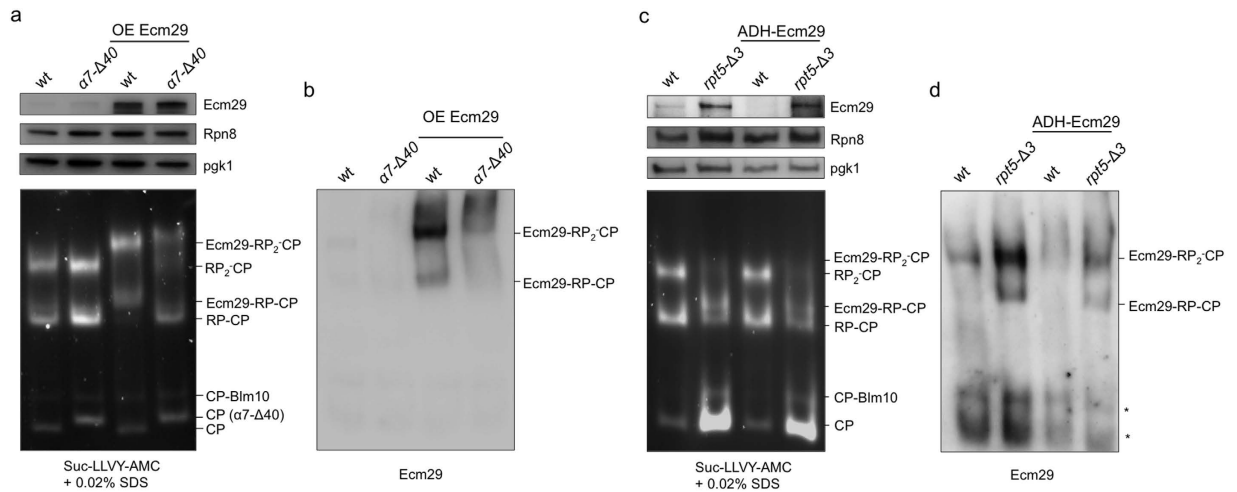 a
OE Ecm29
wt
α7-Δ40
wt
α7-Δ40
Ecm29
Rpn8
pgk1
Ecm29-RP₂-CP
RP₂-CP
Ecm29-RP-CP
RP-CP
CP-Blm10
CP (α7-Δ40)
CP
Suc-LLVY-AMC
+ 0.02% SDS
b
OE Ecm29
wt
α7-Δ40
wt
α7-Δ40
Ecm29-RP₂-CP
Ecm29-RP-CP
Ecm29
c
ADH-Ecm29
wt
rpt5-Δ3
wt
rpt5-Δ3
Ecm29
Rpn8
pgk1
Ecm29-RP₂-CP
RP₂-CP
Ecm29-RP-CP
RP-CP
CP-Blm10
CP
Suc-LLVY-AMC
+ 0.02% SDS
d
ADH-Ecm29
wt
rpt5-Δ3
wt
rpt5-Δ3
Ecm29-RP₂-CP
Ecm29-RP-CP
*
*
Ecm29